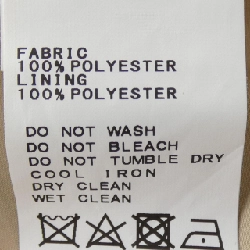 FABRIC
100% POLYESTER
LINING
100% POLYESTER
DO NOT WASH
DO NOT BLEACH
DO NOT TUMBLE DRY
COOL IRON
DRY CLEAN
WET CLEAN